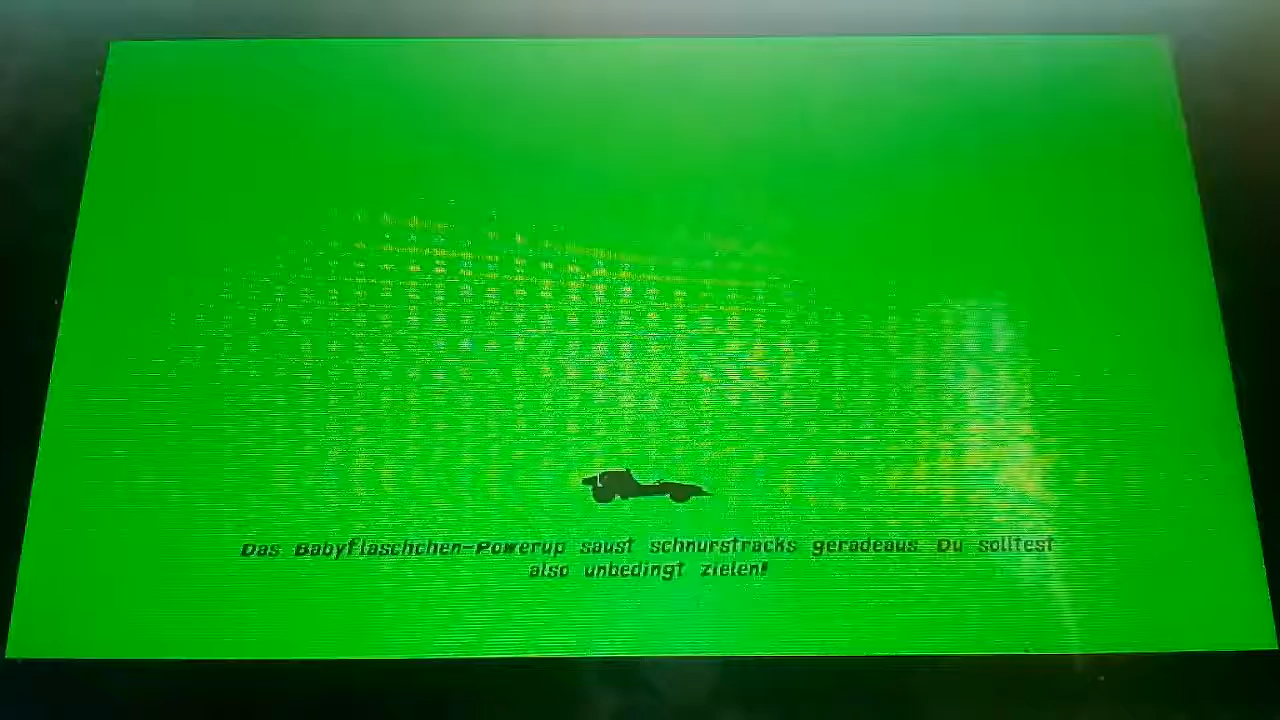 Das Babyfläschchen-Powerup saust schnurstracks geradeaus. Du solltest
also unbedingt zielen!